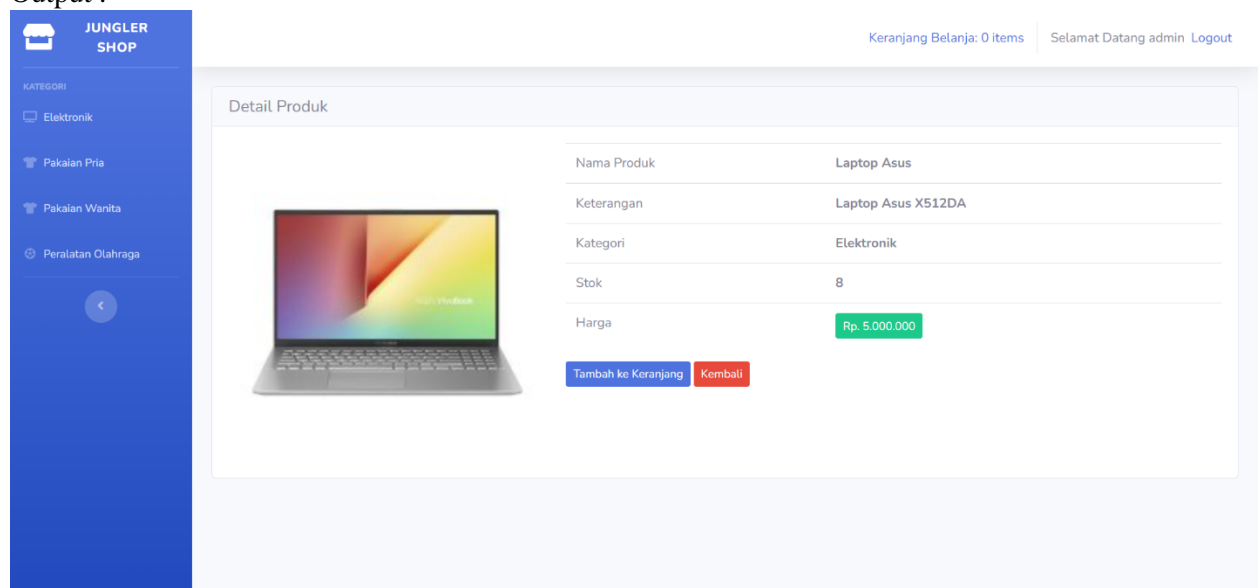 Output :
JUNGLER
SHOP
Keranjang Belanja: 0 items
Selamat Datang admin Logout
KATEGORI
Elektronik
Pakaian Pria
Pakaian Wanita
Peralatan Olahraga
Detail Produk
Nama Produk Laptop Asus
Keterangan Laptop Asus X512DA
Kategori Elektronik
Stok 8
Harga Rp. 5.000.000
Tambah ke Keranjang Kembali